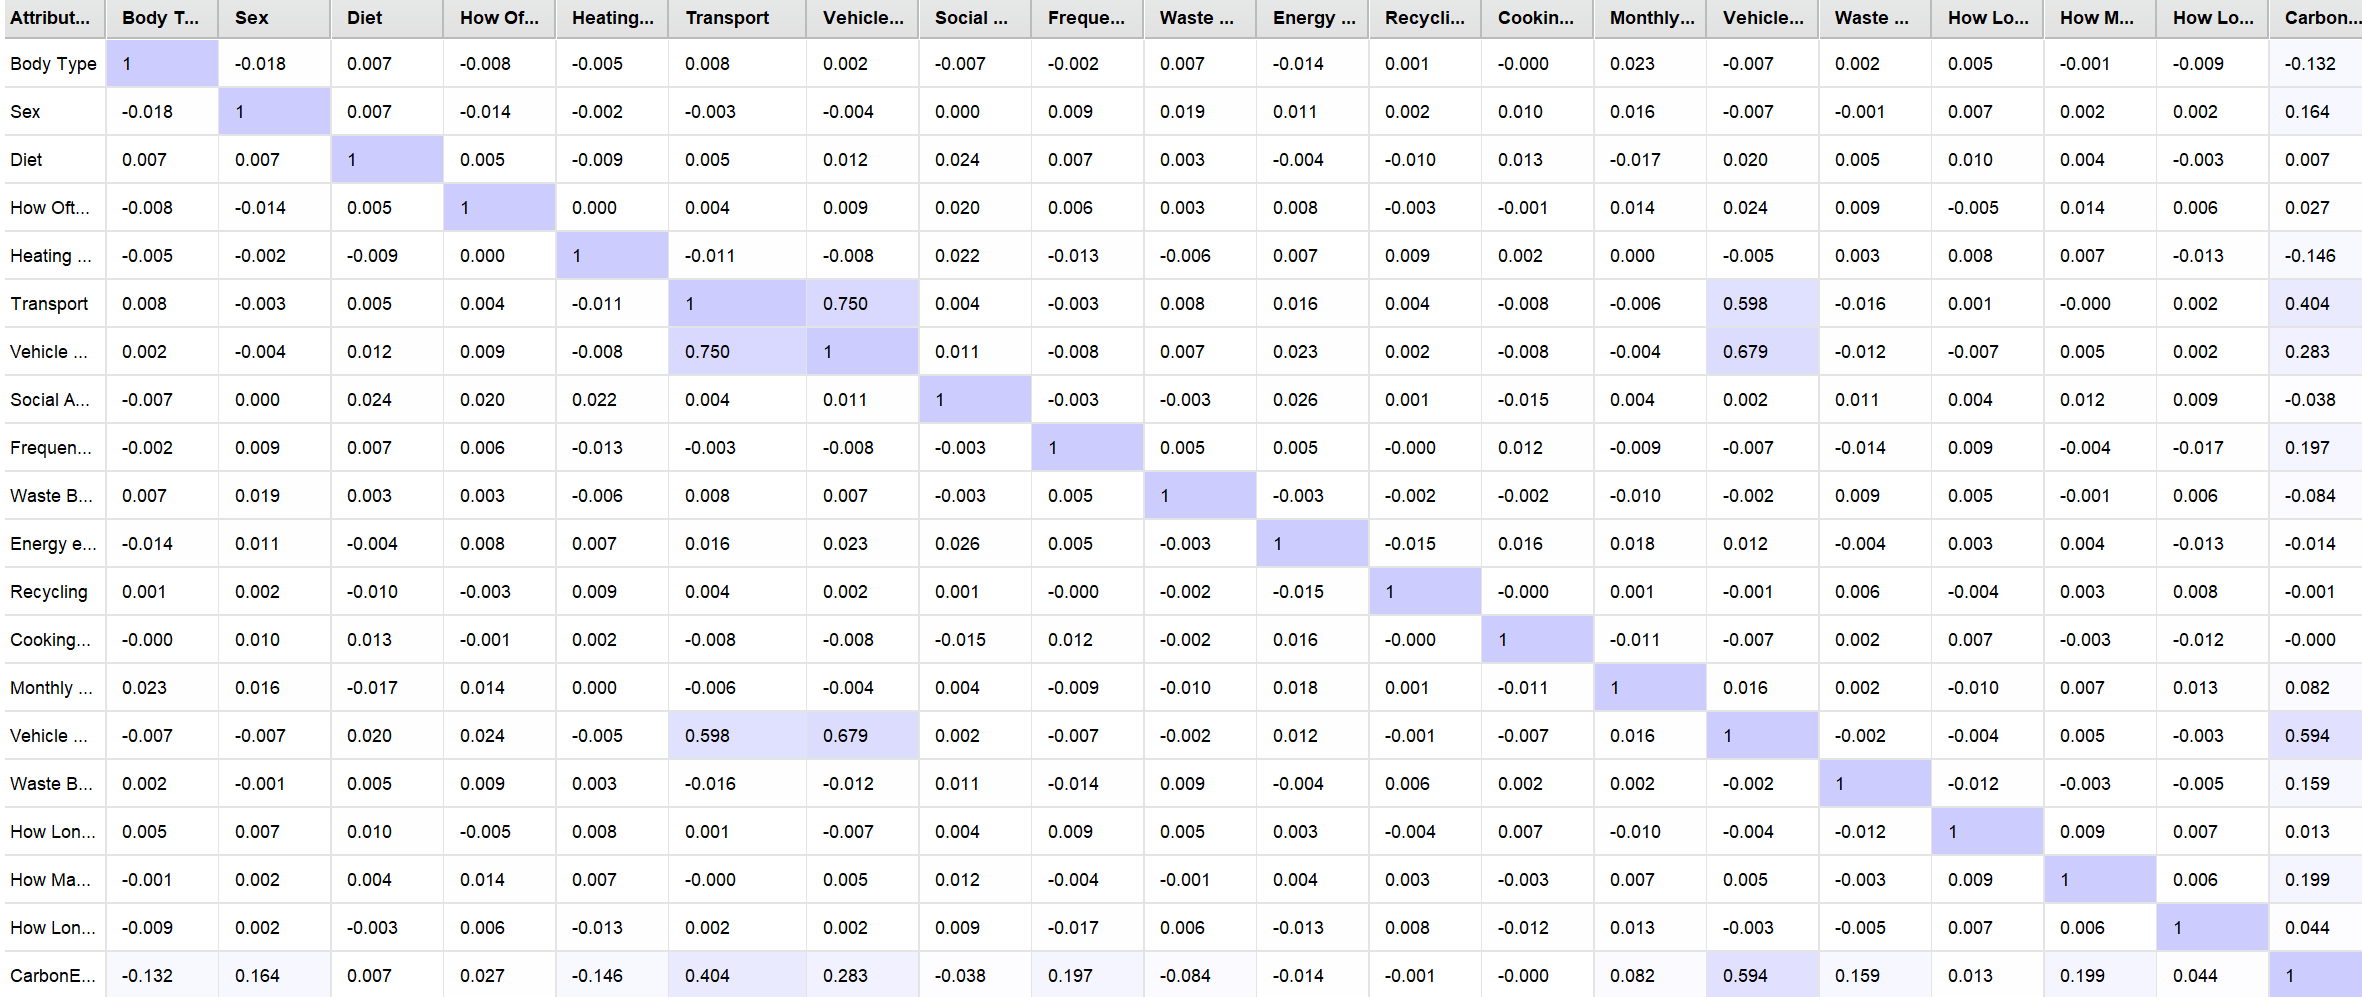 Attribut... Body T... Sex Diet How Of... Heating... Transport Vehicle... Social ... Freque... Waste ... Energy ... Recycli... Cookin... Monthly... Vehicle... Waste ... How Lo... How M... How Lo... Carbon...
Body Type 1 -0.018 0.007 -0.008 -0.005 0.008 0.002 -0.007 -0.002 0.007 -0.014 0.001 -0.000 0.023 -0.007 0.002 0.005 -0.001 -0.009 -0.132
Sex -0.018 1 0.007 -0.014 -0.002 -0.003 -0.004 0.000 0.009 0.019 0.011 0.002 0.010 0.016 -0.007 -0.001 0.007 0.002 0.002 0.164
Diet 0.007 0.007 1 0.005 -0.009 0.005 0.012 0.024 0.007 0.003 -0.004 -0.010 0.013 -0.017 0.020 0.005 0.010 0.004 -0.003 0.007
How Oft... -0.008 -0.014 0.005 1 0.000 0.004 0.009 0.020 0.006 0.003 0.008 -0.003 -0.001 0.014 0.024 0.009 -0.005 0.014 0.006 0.027
Heating ... -0.005 -0.002 -0.009 0.000 1 -0.011 -0.008 0.022 -0.013 -0.006 0.007 0.009 0.002 0.000 -0.005 0.003 0.008 0.007 -0.013 -0.146
Transport 0.008 -0.003 0.005 0.004 -0.011 1 0.750 0.004 -0.003 0.008 0.016 0.004 -0.008 -0.006 0.598 -0.016 0.001 -0.000 0.002 0.404
Vehicle ... 0.002 -0.004 0.012 0.009 -0.008 0.750 1 0.011 -0.008 0.007 0.023 0.002 -0.008 -0.004 0.679 -0.012 -0.007 0.005 0.002 0.283
Social A... -0.007 0.000 0.024 0.020 0.022 0.004 0.011 1 -0.003 -0.003 0.026 0.001 -0.015 0.004 0.002 0.011 0.004 0.012 0.009 -0.038
Frequen... -0.002 0.009 0.007 0.006 -0.013 -0.003 -0.008 -0.003 1 0.005 0.005 -0.000 0.012 -0.009 -0.007 -0.014 0.009 -0.004 -0.017 0.197
Waste B... 0.007 0.019 0.003 0.003 -0.006 0.008 0.007 -0.003 0.005 1 -0.003 -0.002 -0.002 -0.010 -0.002 0.009 0.005 -0.001 0.006 -0.084
Energy e... -0.014 0.011 -0.004 0.008 0.007 0.016 0.023 0.026 0.005 -0.003 1 -0.015 0.016 0.018 0.012 -0.004 0.003 0.004 -0.013 -0.014
Recycling 0.001 0.002 -0.010 -0.003 0.009 0.004 0.002 0.001 -0.000 -0.002 -0.015 1 -0.000 0.001 -0.001 0.006 -0.004 0.003 0.008 -0.001
Cooking... -0.000 0.010 0.013 -0.001 0.002 -0.008 -0.008 -0.015 0.012 -0.002 0.016 -0.000 1 -0.011 -0.007 0.002 0.007 -0.003 -0.012 -0.000
Monthly ... 0.023 0.016 -0.017 0.014 0.000 -0.006 -0.004 0.004 -0.009 -0.010 0.018 0.001 -0.011 1 0.016 0.002 -0.010 0.007 0.013 0.082
Vehicle ... -0.007 -0.007 0.020 0.024 -0.005 0.598 0.679 0.002 -0.007 -0.002 0.012 -0.001 -0.007 0.016 1 -0.002 -0.004 0.005 -0.003 0.594
Waste B... 0.002 -0.001 0.005 0.009 0.003 -0.016 -0.012 0.011 -0.014 0.009 -0.004 0.006 0.002 0.002 -0.002 1 -0.012 -0.003 -0.005 0.159
How Lon... 0.005 0.007 0.010 -0.005 0.008 0.001 -0.007 0.004 0.009 0.005 0.003 -0.004 0.007 -0.010 -0.004 -0.012 1 0.009 0.007 0.013
How Ma... -0.001 0.002 0.004 0.014 0.007 -0.000 0.005 0.012 -0.004 -0.001 0.004 0.003 -0.003 0.007 0.005 -0.003 0.009 1 0.006 0.199
How Lon... -0.009 0.002 -0.003 0.006 -0.013 0.002 0.002 0.009 -0.017 0.006 -0.013 0.008 -0.012 0.013 -0.003 -0.005 0.007 0.006 1 0.044
CarbonE... -0.132 0.164 0.007 0.027 -0.146 0.404 0.283 -0.038 0.197 -0.084 -0.014 -0.001 -0.000 0.082 0.594 0.159 0.013 0.199 0.044 1